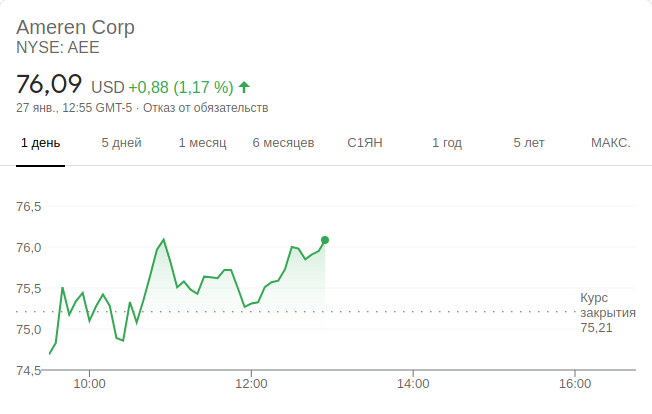 Ameren Corp
NYSE: AEE
76,09 USD +0,88 (1,17 %)
27 янв., 12:55 GMT-5 · Отказ от обязательств
1 день 5 дней 1 месяц 6 месяцев С1ЯН 1 год 5 лет МАКС.
76,5
76,0
75,5
75,0
74,5
Курс
закрытия
75,21
10:00 12:00 14:00 16:00